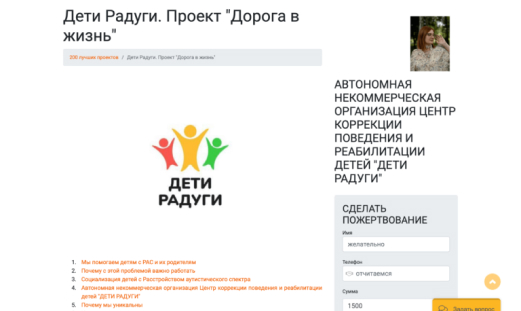 Дети Радуги. Проект "Дорога в
жизнь"
100 лучших проектов / Дети Радуги. Проект "Дорога в жизнь"
ДЕТИ
РАДУГИ
1. Мы помогаем детям с РАС и их родителям
2. Почему с этой проблемой важно работать
3. Социализация детей с Расстройством аутистического спектра
4. Автономная некоммерческая организация Центр коррекции поведения и реабилитации
детей "ДЕТИ РАДУГИ"
5. Почему мы уникальны
АВТОНОМНАЯ
НЕКОММЕРЧЕСКАЯ
ОРГАНИЗАЦИЯ ЦЕНТР
КОРРЕКЦИИ
ПОВЕДЕНИЯ И
РЕАБИЛИТАЦИИ
ДЕТЕЙ "ДЕТИ
РАДУГИ"
СДЕЛАТЬ
ПОЖЕРТВОВАНИЕ
Имя
желательно
Телефон
отчитаемся
Сумма
1500
Задать вопрос